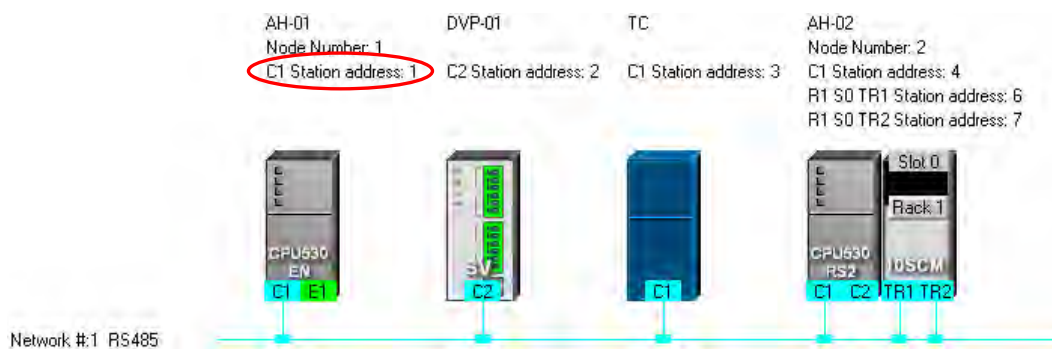 AH-01
Node Number: 1
C1 Station address: 1
DVP-01
C2 Station address: 2
TC
C1 Station address: 3
AH-02
Node Number: 2
C1 Station address: 4
R1 S0 TR1 Station address: 6
R1 S0 TR2 Station address: 7
CPU530
EN
C1 E1
SV
C2
C1
CPU530
RS2
C1 C2
Slot 0
Rack 1
10SCM
TR1 TR2
Network #:1 RS485